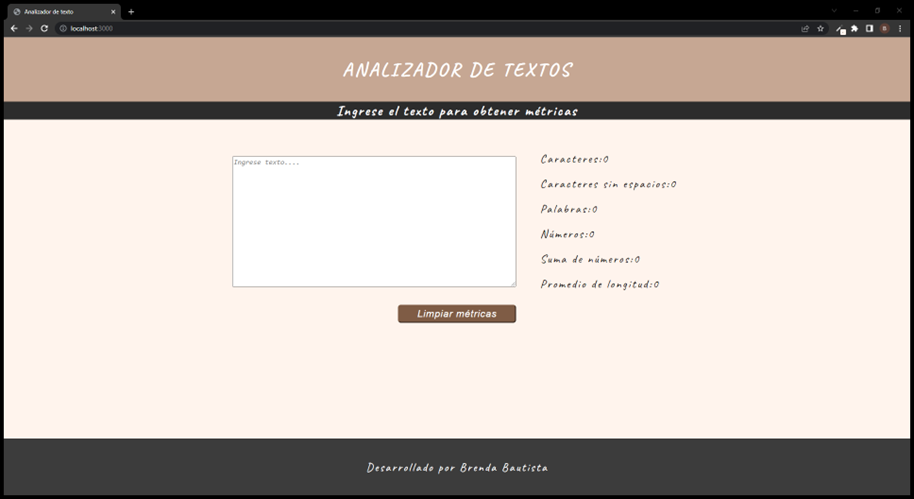 Analizador de texto
localhost:3000
ANALIZADOR DE TEXTOS
Ingrese el texto para obtener métricas
Ingrese texto....
Caracteres:0
Caracteres sin espacios:0
Palabras:0
Números:0
Suma de números:0
Promedio de longitud:0
Limpiar métricas
Desarrollado por Brenda Bautista